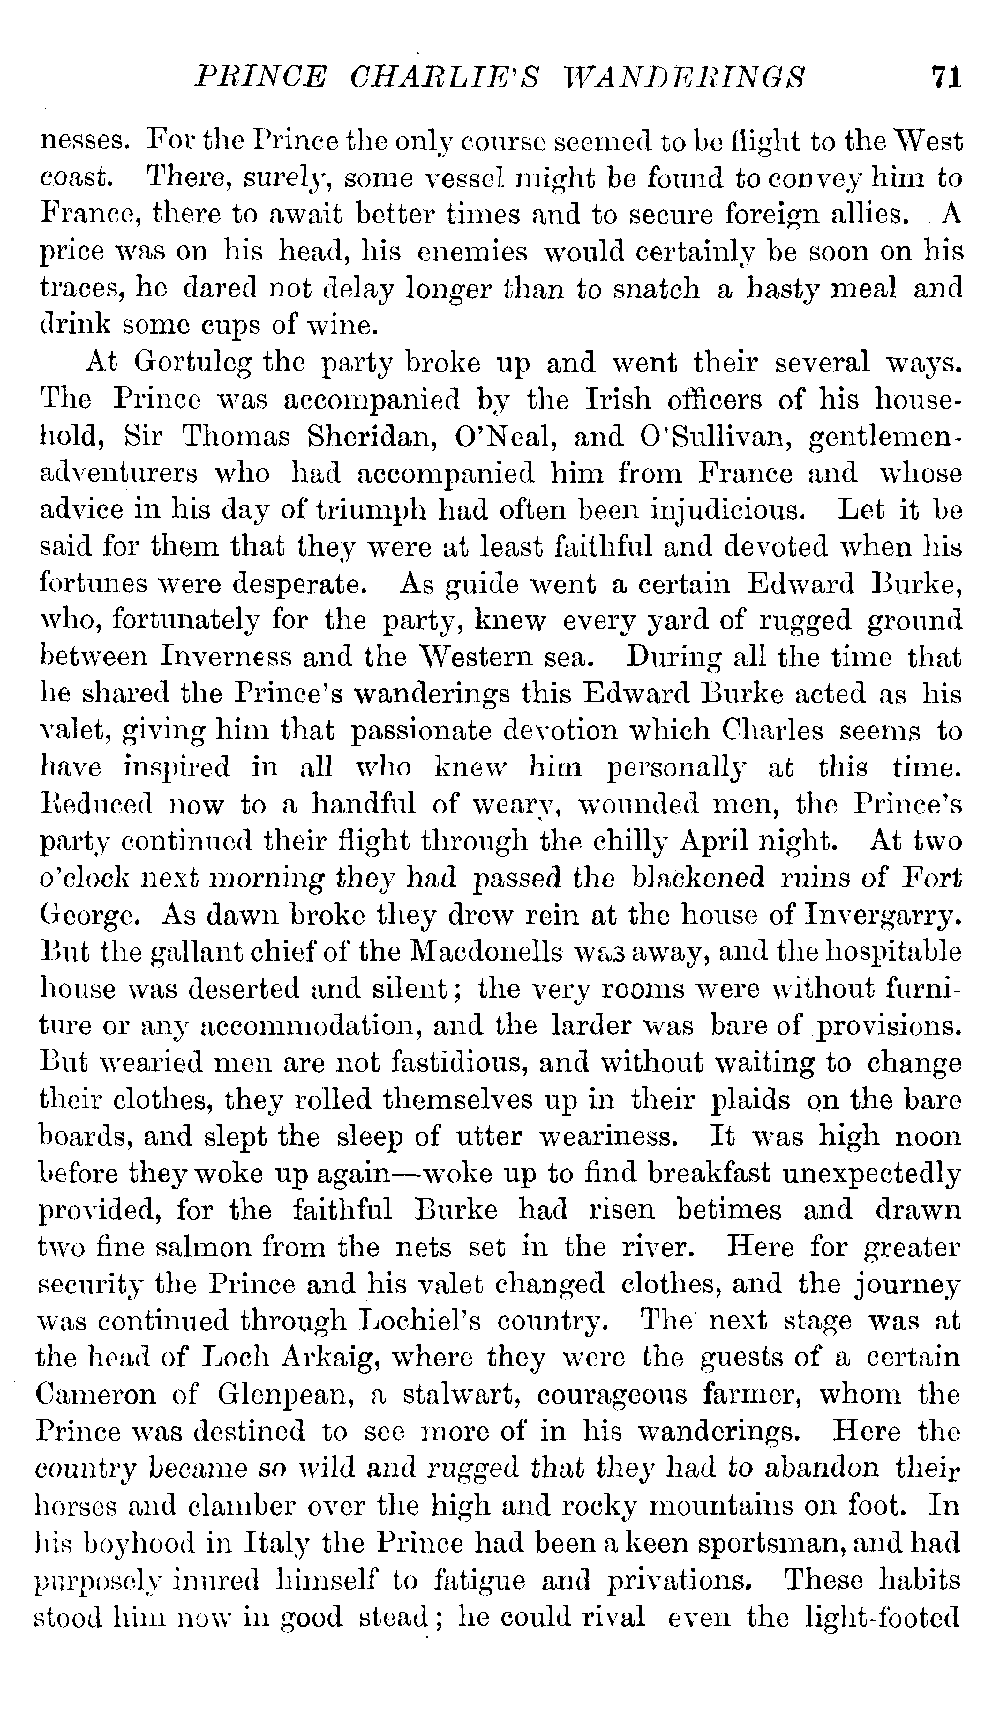 PRINCE CHARLIE'S WANDERINGS 71
nesses. For the Prince the only course seemed to be flight to the West
coast. There, surely, some vessel might be found to convey him to
France, there to await better times and to secure foreign allies. A
price was on his head, his enemies would certainly be soon on his
traces, he dared not delay longer than to snatch a hasty meal and
drink some cups of wine.
At Gortuleg the party broke up and went their several ways.
The Prince was accompanied by the Irish officers of his house-
hold, Sir Thomas Sheridan, O'Neal, and O'Sullivan, gentlemen-
adventurers who had accompanied him from France and whose
advice in his day of triumph had often been injudicious. Let it be
said for them that they were at least faithful and devoted when his
fortunes were desperate. As guide went a certain Edward Burke,
who, fortunately for the party, knew every yard of rugged ground
between Inverness and the Western sea. During all the time that
he shared the Prince's wanderings this Edward Burke acted as his
valet, giving him that passionate devotion which Charles seems to
have inspired in all who knew him personally at this time.
Reduced now to a handful of weary, wounded men, the Prince's
party continued their flight through the chilly April night. At two
o'clock next morning they had passed the blackened ruins of Fort
George. As dawn broke they drew rein at the house of Invergarry.
But the gallant chief of the Macdonells was away, and the hospitable
house was deserted and silent; the very rooms were without furni-
ture or any accommodation, and the larder was bare of provisions.
But wearied men are not fastidious, and without waiting to change
their clothes, they rolled themselves up in their plaids on the bare
boards, and slept the sleep of utter weariness. It was high noon
before they woke up again—woke up to find breakfast unexpectedly
provided, for the faithful Burke had risen betimes and drawn
two fine salmon from the nets set in the river. Here for greater
security the Prince and his valet changed clothes, and the journey
was continued through Lochiel's country. The next stage was at
the head of Loch Arkaig, where they were the guests of a certain
Cameron of Glenpean, a stalwart, courageous farmer, whom the
Prince was destined to see more of in his wanderings. Here the
country became so wild and rugged that they had to abandon their
horses and clamber over the high and rocky mountains on foot. In
his boyhood in Italy the Prince had been a keen sportsman, and had
purposely inured himself to fatigue and privations. These habits
stood him now in good stead; he could rival even the light-footed